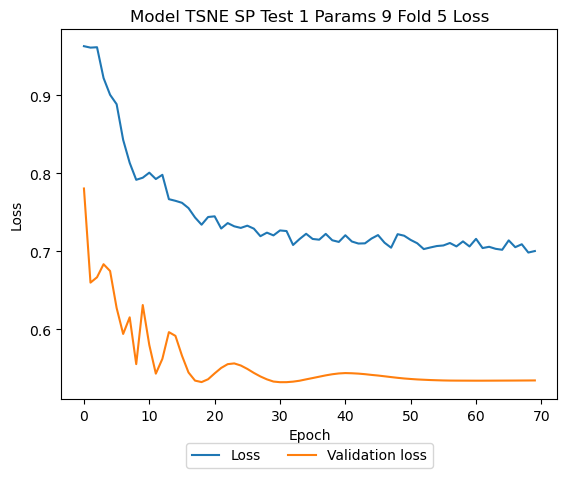 Model TSNE SP Test 1 Params 9 Fold 5 Loss
Loss
0.9
0.8
0.7
0.6
0 10 20 30 40 50 60 70
Epoch
Loss Validation loss